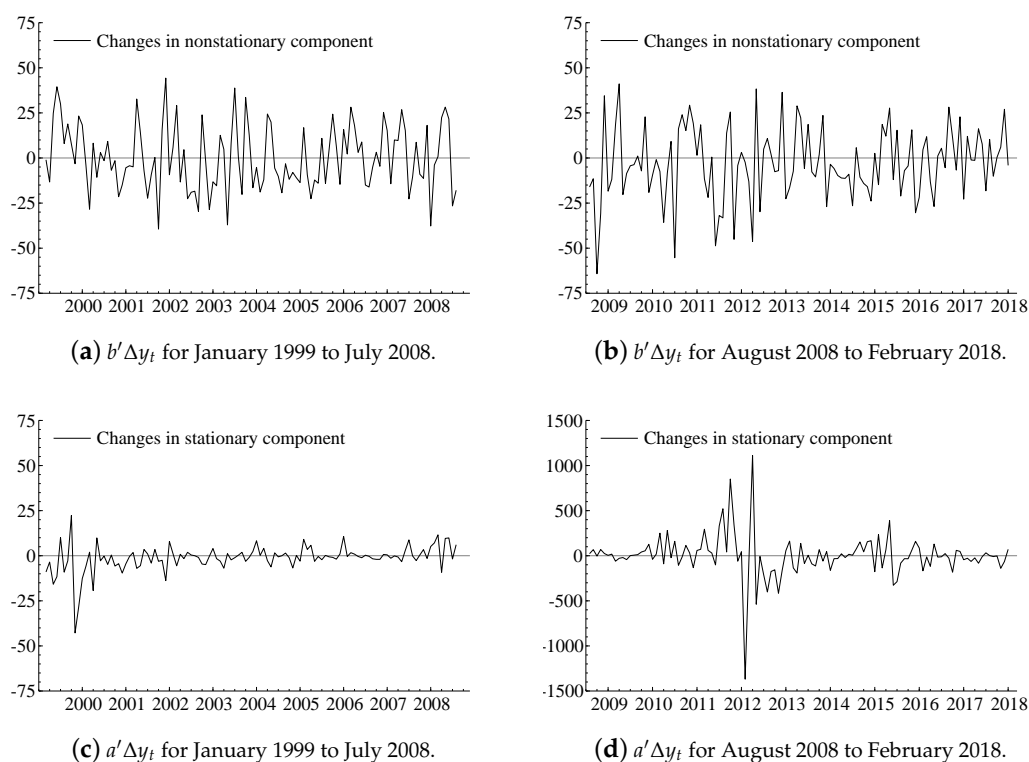 75
50
25
0
-25
-50
-75
Changes in nonstationary component
2000 2001 2002 2003 2004 2005 2006 2007 2008
(a) b′Δyt for January 1999 to July 2008.
75
50
25
0
-25
-50
-75
Changes in nonstationary component
2009 2010 2011 2012 2013 2014 2015 2016 2017 2018
(b) b′Δyt for August 2008 to February 2018.
75
50
25
0
-25
-50
-75
Changes in stationary component
2000 2001 2002 2003 2004 2005 2006 2007 2008
(c) a′Δyt for January 1999 to July 2008.
1500
1000
500
0
-500
-1000
-1500
Changes in stationary component
2009 2010 2011 2012 2013 2014 2015 2016 2017 2018
(d) a′Δyt for August 2008 to February 2018.